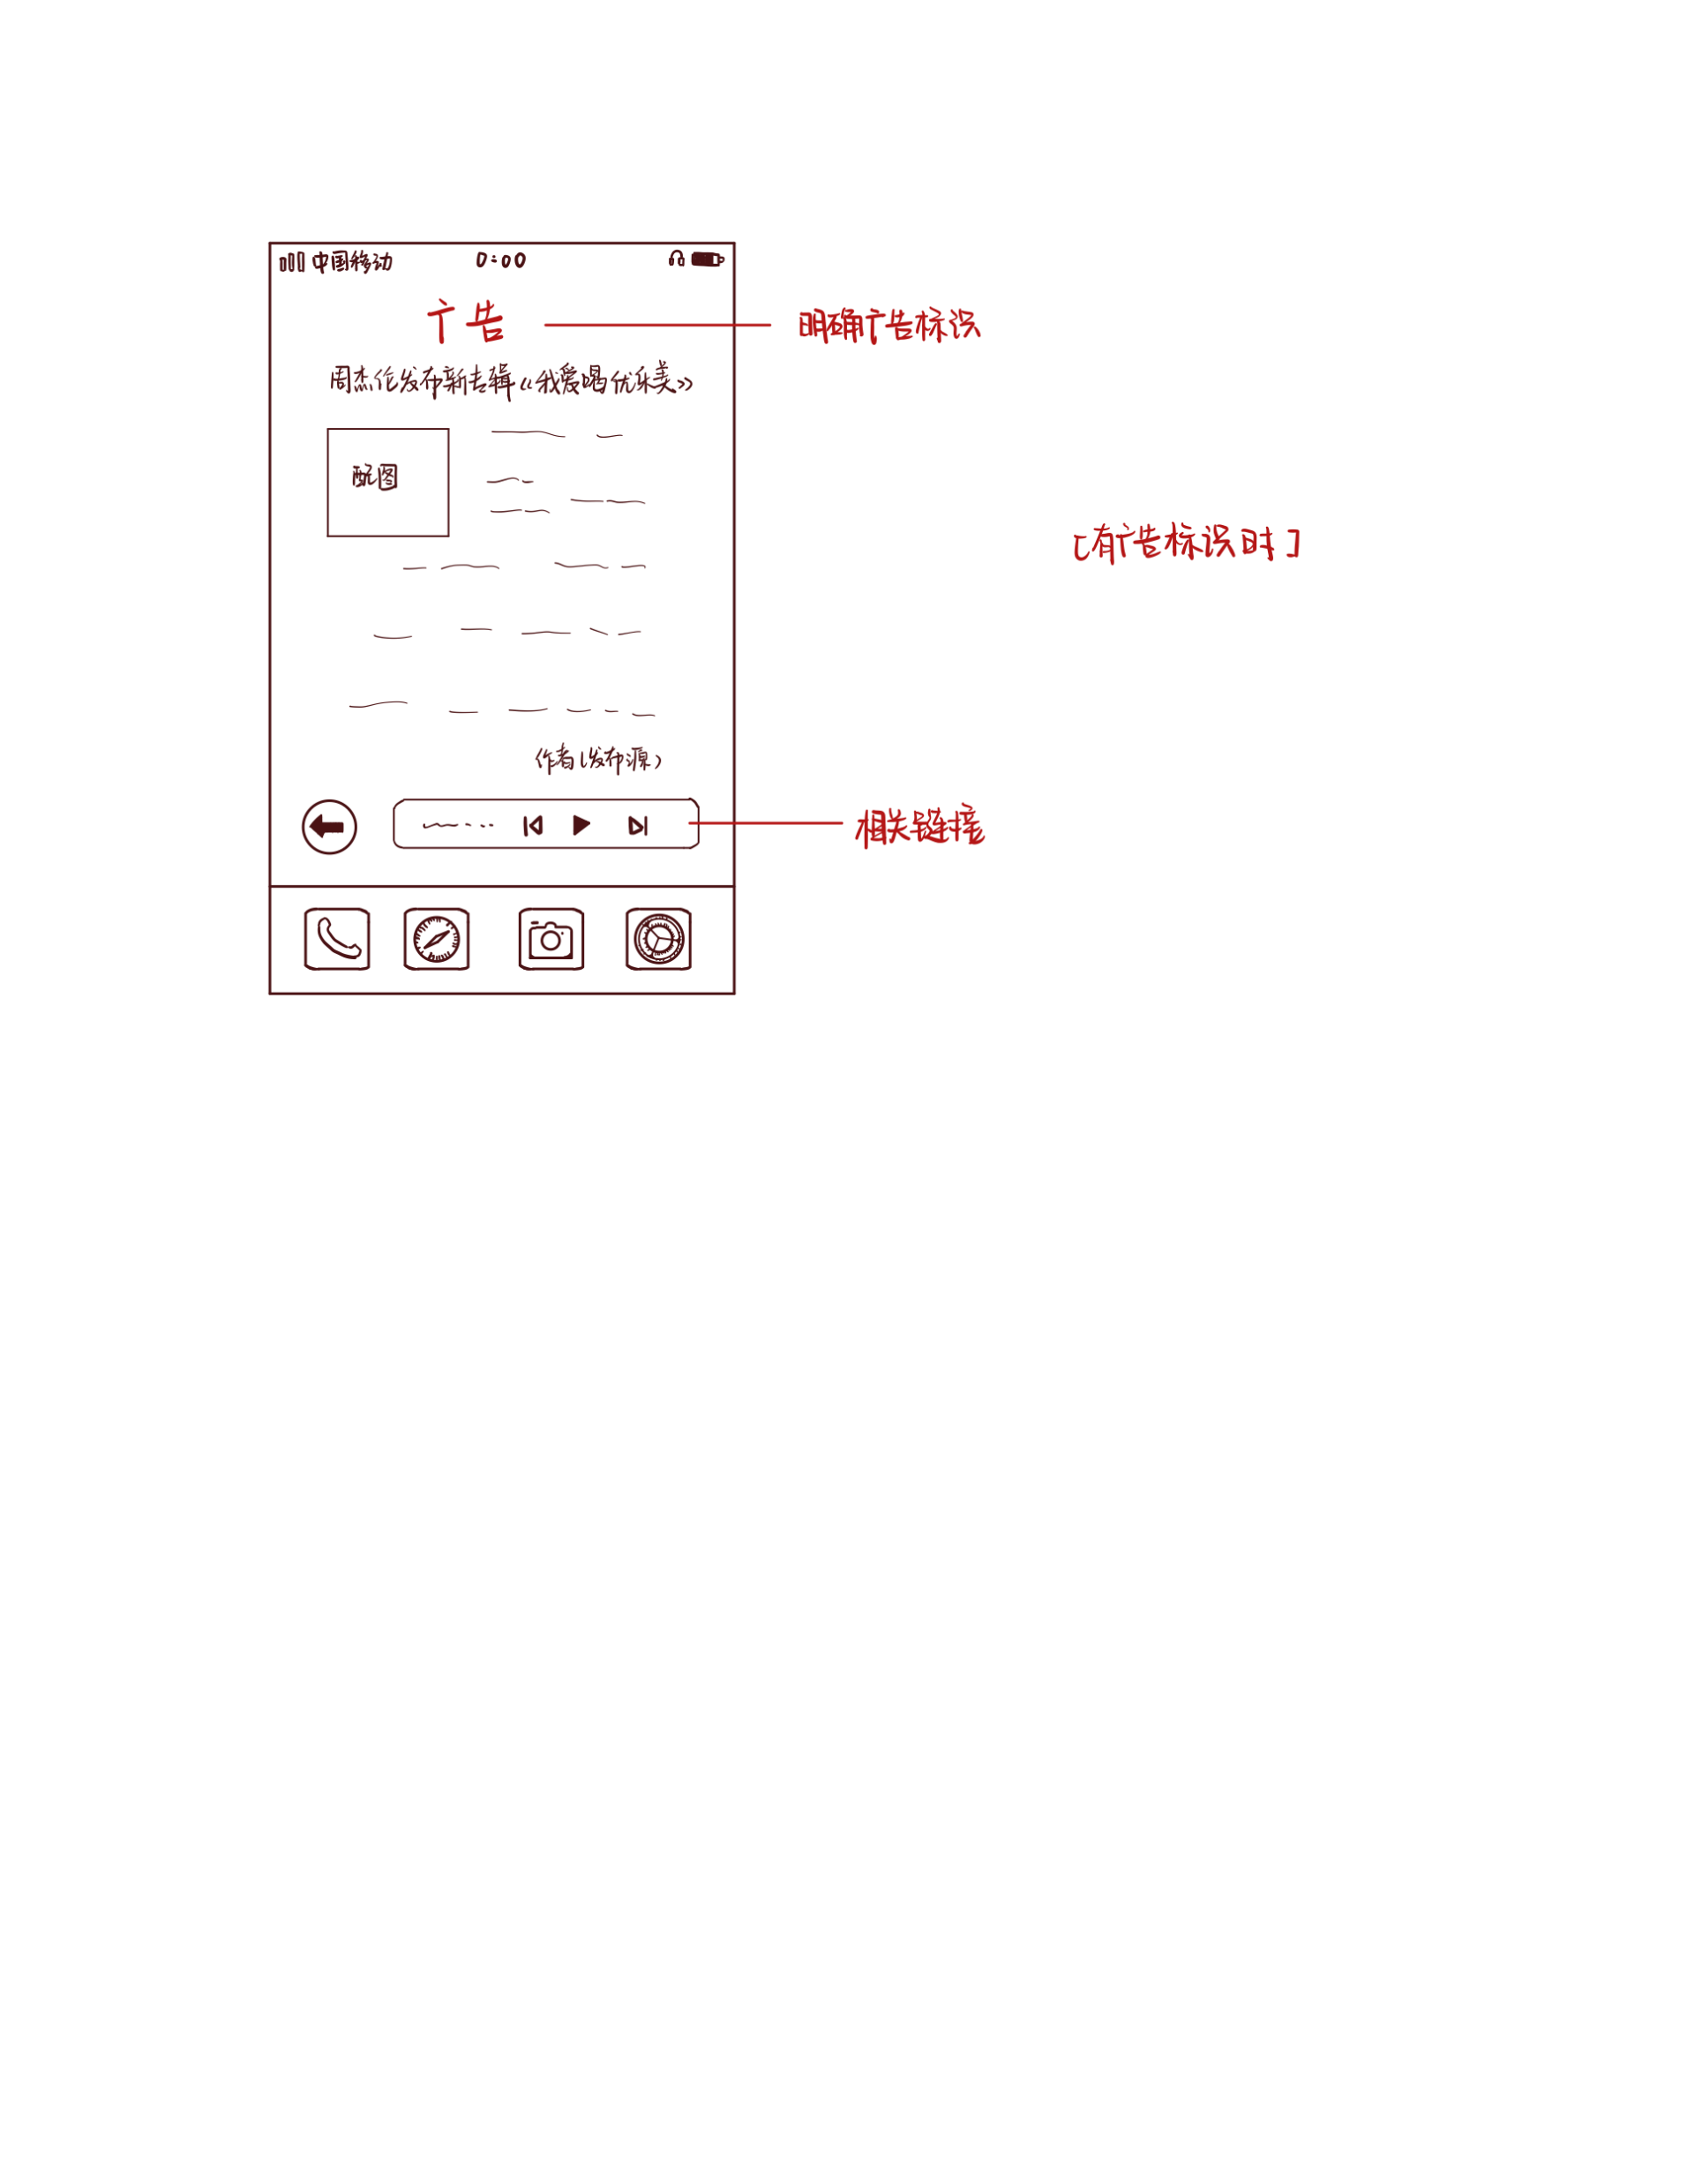 中国移动 0:00
广告
明确广告标识
周杰伦发布新专辑《我爱喝优乐美》
配图
[有广告标识时]
作者(发布源)
相关链接